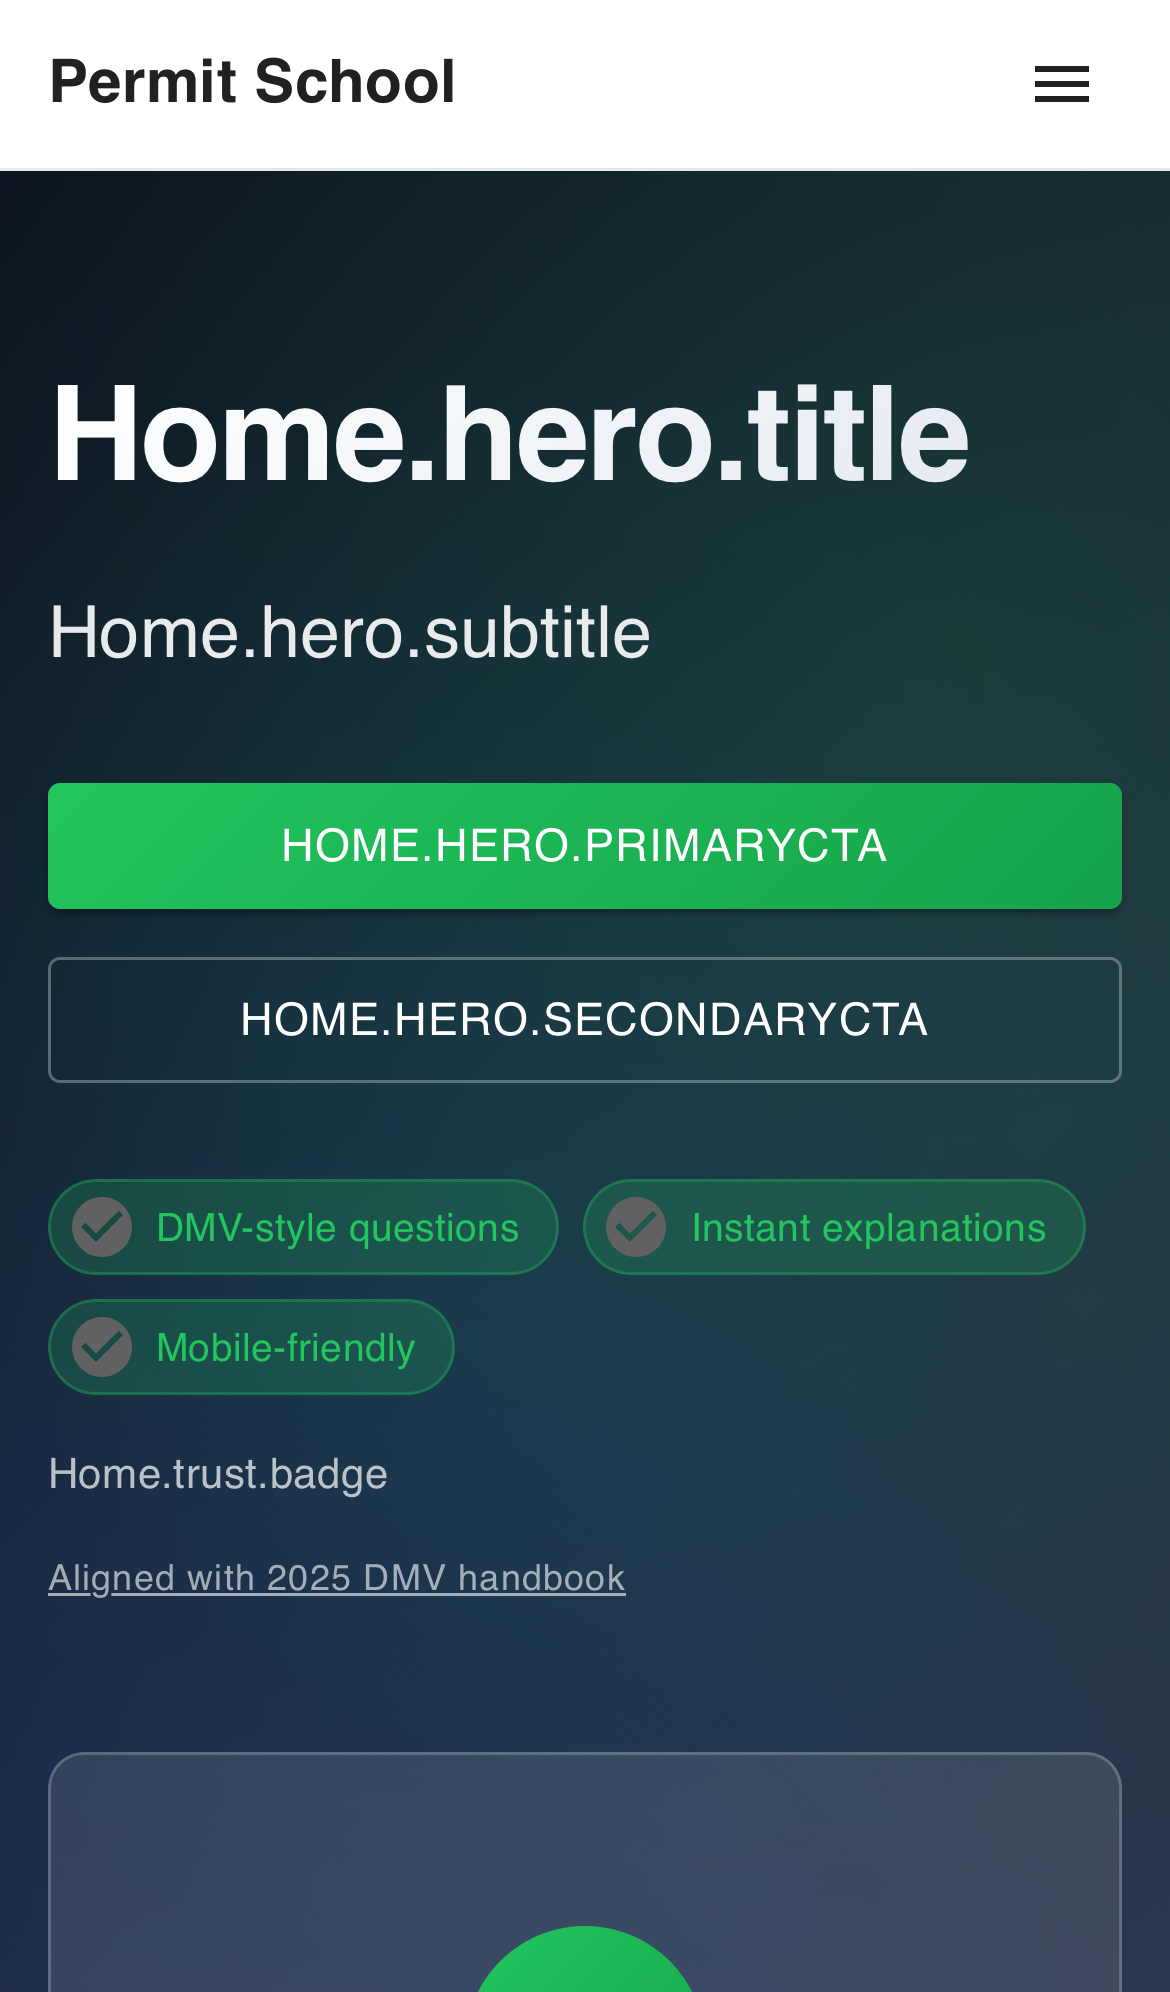 Permit School
Home.hero.title
Home.hero.subtitle
HOME.HERO.PRIMARYCTA
HOME.HERO.SECONDARYCTA
DMV-style questions
Instant explanations
Mobile-friendly
Home.trust.badge
Aligned with 2025 DMV handbook